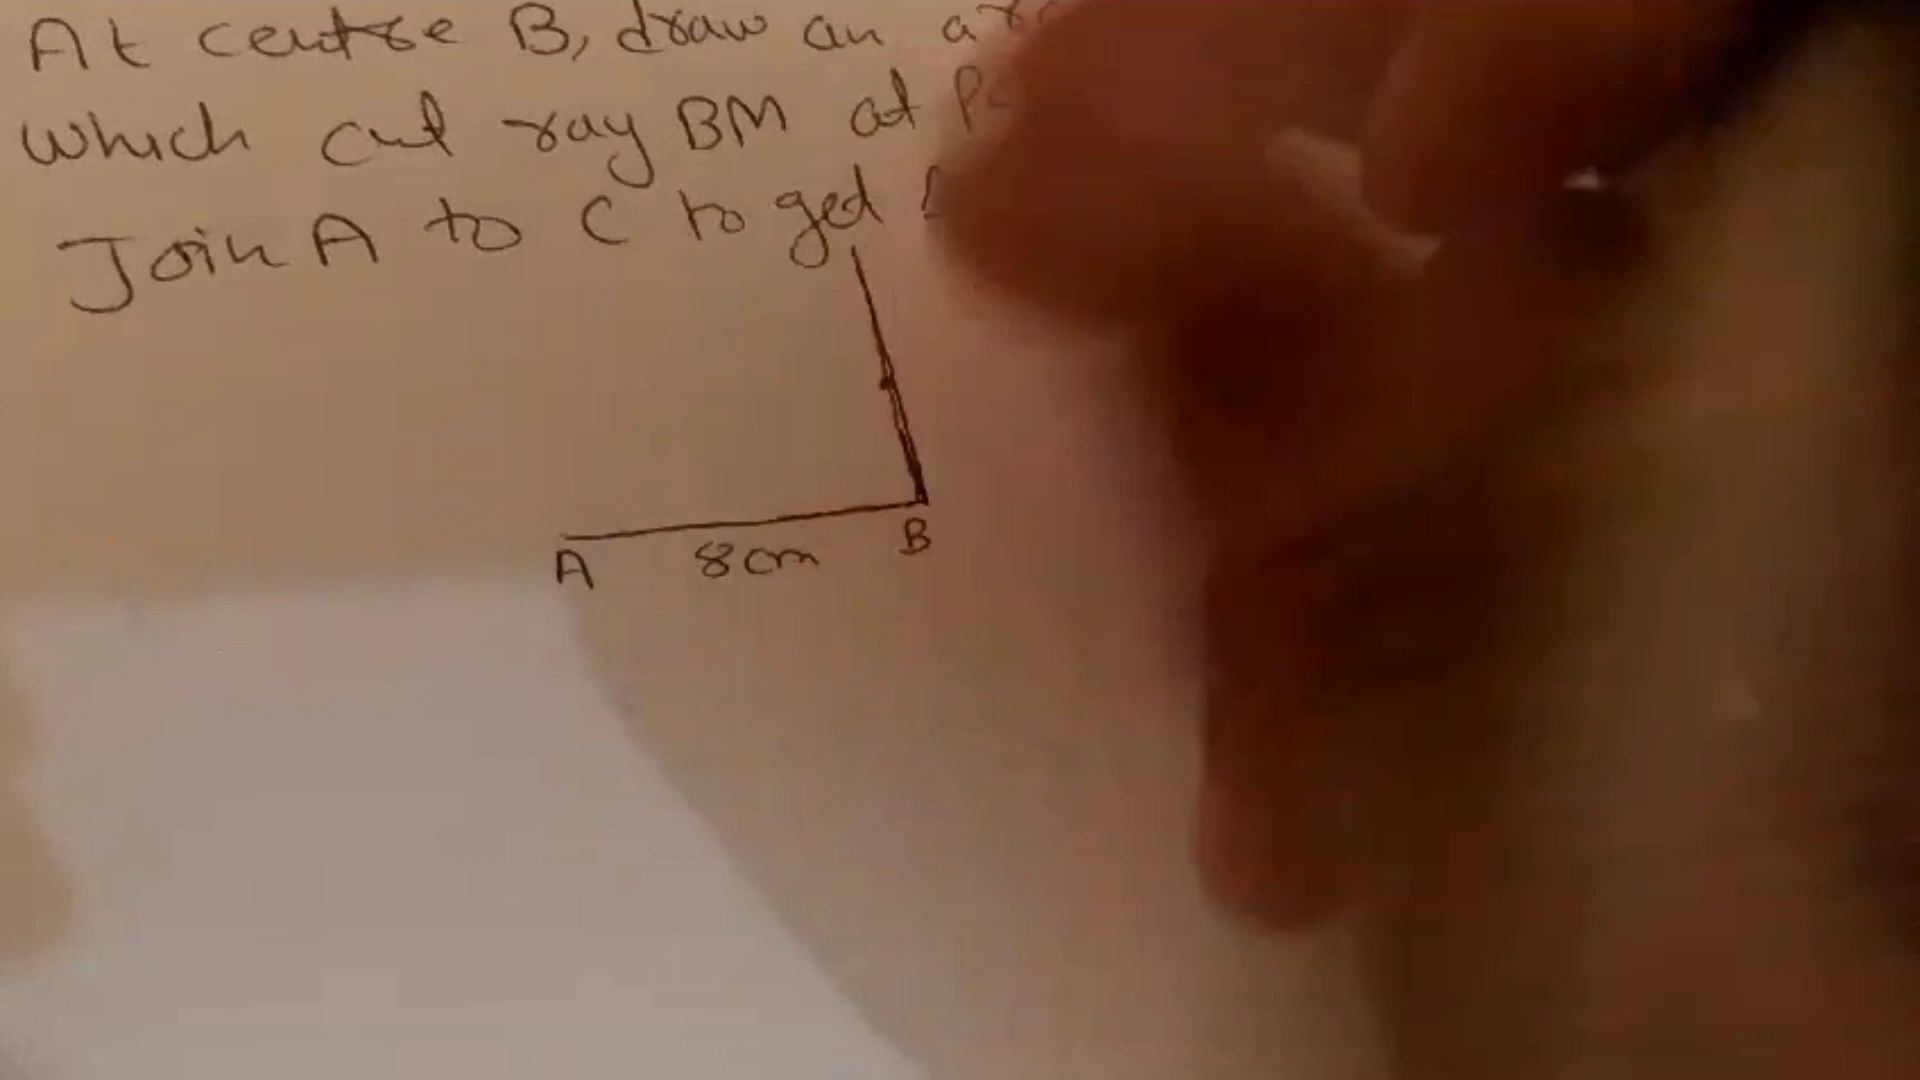 At centre B, draw an
which cut ray BM at
Join A to C to get
A 8cm B